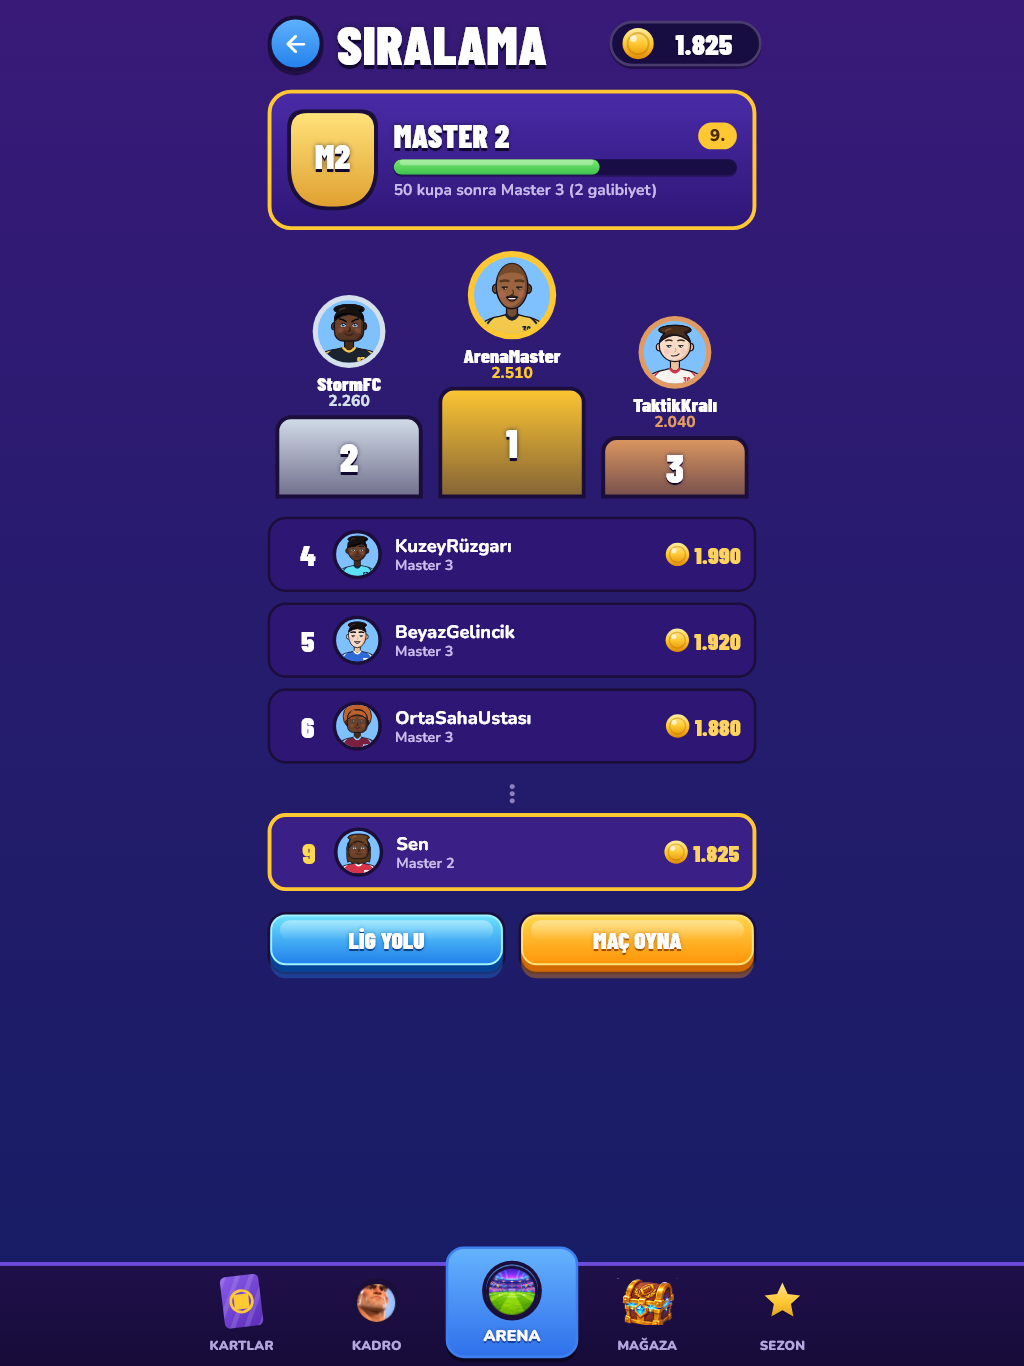 SIRALAMA
1.825
M2
MASTER 2
9.
50 kupa sonra Master 3 (2 galibiyet)
ArenaMaster
2.510
StormFC
2.260
TaktikKralı
2.040
1
2
3
4
KuzeyRüzgarı
Master 3
1.990
5
BeyazGelincik
Master 3
1.920
6
OrtaSahaUstası
Master 3
1.880
9
Sen
Master 2
1.825
LİG YOLU
MAÇ OYNA
KARTLAR
KADRO
ARENA
MAĞAZA
SEZON